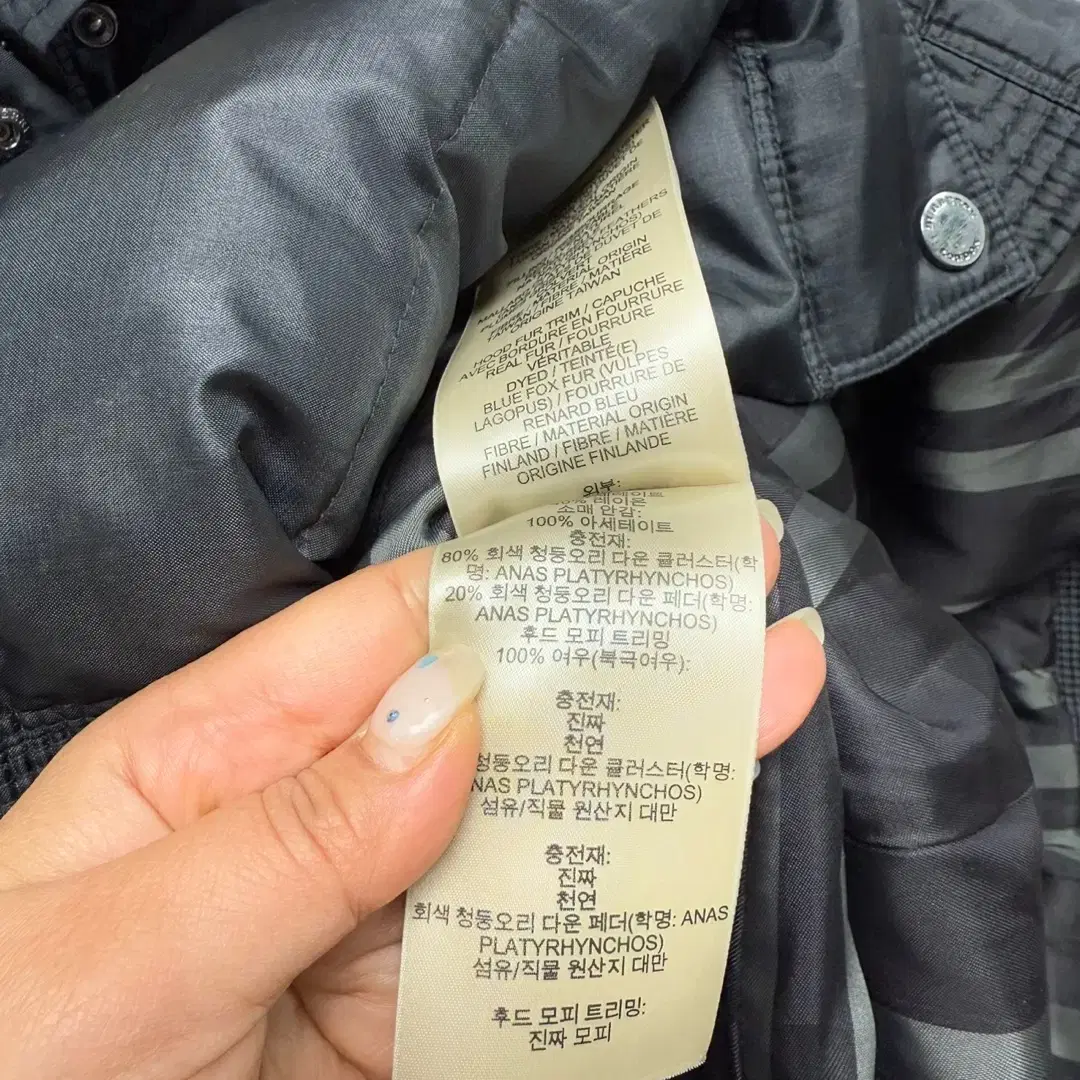 FEATHERS
DUVET DE
ORIGIN
FIBRE / MATIÈRE
ORIGINE TAIWAN
HOOD FUR TRIM / CAPUCHE
AVEC BORDURE EN FOURRURE
REAL FUR / FOURRURE
VÉRITABLE
DYED / TEINTÉ(E)
BLUE FOX FUR (VULPES
LAGOPUS) / FOURRURE DE
RENARD BLEU
FIBRE / MATERIAL ORIGIN
FINLAND / FIBRE / MATIÈRE
ORIGINE FINLANDE
외부:
소매 안감:
100% 아세테이트
충전재:
80% 회색 청둥오리 다운 클러스터(학
명: ANAS PLATYRHYNCHOS)
20% 회색 청둥오리 다운 페더(학명:
ANAS PLATYRHYNCHOS)
후드 모피 트리밍
100% 여우(북극여우):
충전재:
진짜
천연
청둥오리 다운 클러스터(학명:
NAS PLATYRHYNCHOS)
섬유/직물 원산지 대만
충전재:
진짜
천연
회색 청둥오리 다운 페더(학명: ANAS
PLATYRHYNCHOS)
섬유/직물 원산지 대만
후드 모피 트리밍:
진짜 모피